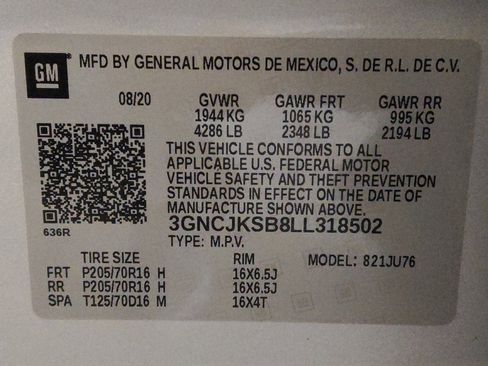 GM MFD BY GENERAL MOTORS DE MEXICO, S. DE R.L. DE C.V.
08/20 GVWR GAWR FRT GAWR RR
1944 KG 1065 KG 995 KG
4286 LB 2348 LB 2194 LB
THIS VEHICLE CONFORMS TO ALL
APPLICABLE U.S. FEDERAL MOTOR
VEHICLE SAFETY AND THEFT PREVENTION
STANDARDS IN EFFECT ON THE DATE OF
MANUFACTURE SHOWN ABOVE.
636R 3GNCJKSB8LL318502
TYPE: M.P.V.
TIRE SIZE RIM MODEL: 821JU76
FRT P205/70R16 H 16X6.5J
RR P205/70R16 H 16X6.5J
SPA T125/70D16 M 16X4T